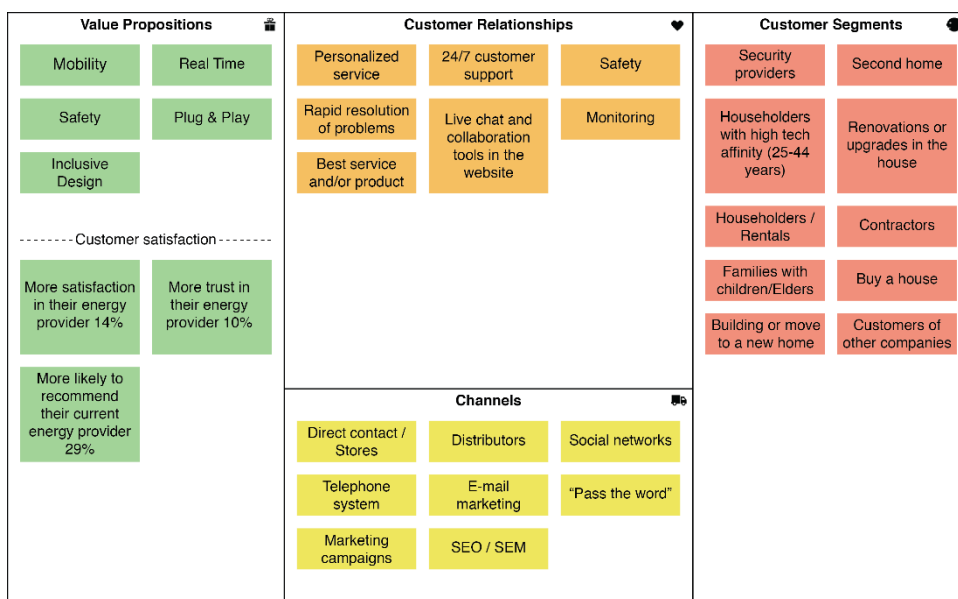 Value Propositions
Mobility
Real Time
Safety
Plug & Play
Inclusive
Design
Customer satisfaction
More satisfaction
in their energy
provider 14%
More trust in
their energy
provider 10%
More likely to
recommend
their current
energy provider
29%
Customer Relationships
Personalized
service
24/7 customer
support
Safety
Rapid resolution
of problems
Live chat and
collaboration
tools in the
website
Monitoring
Best service
and/or product
Channels
Direct contact /
Stores
Distributors
Social networks
Telephone
system
E-mail
marketing
“Pass the word”
Marketing
campaigns
SEO / SEM
Customer Segments
Security
providers
Second home
Householders
with high tech
affinity (25-44
years)
Renovations or
upgrades in the
house
Householders /
Rentals
Contractors
Families with
children/Elders
Buy a house
Building or move
to a new home
Customers of
other companies